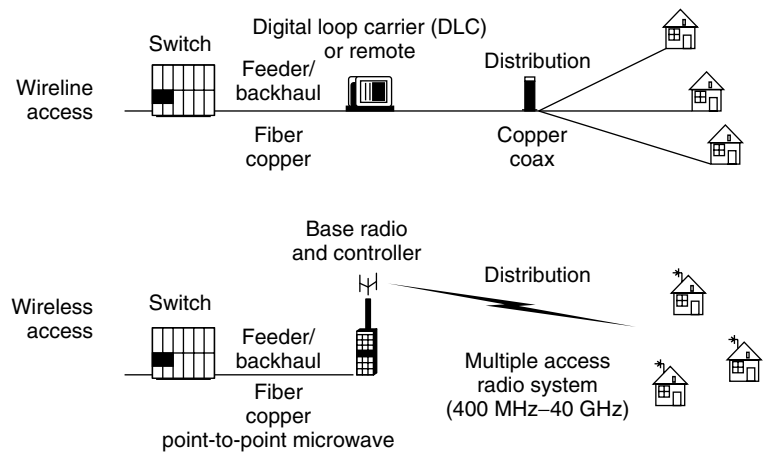 Wireline
access
Switch
Feeder/
backhaul
Fiber
copper
Digital loop carrier (DLC)
or remote
Distribution
Copper
coax
Wireless
access
Switch
Feeder/
backhaul
Fiber
copper
point-to-point microwave
Base radio
and controller
Distribution
Multiple access
radio system
(400 MHz–40 GHz)